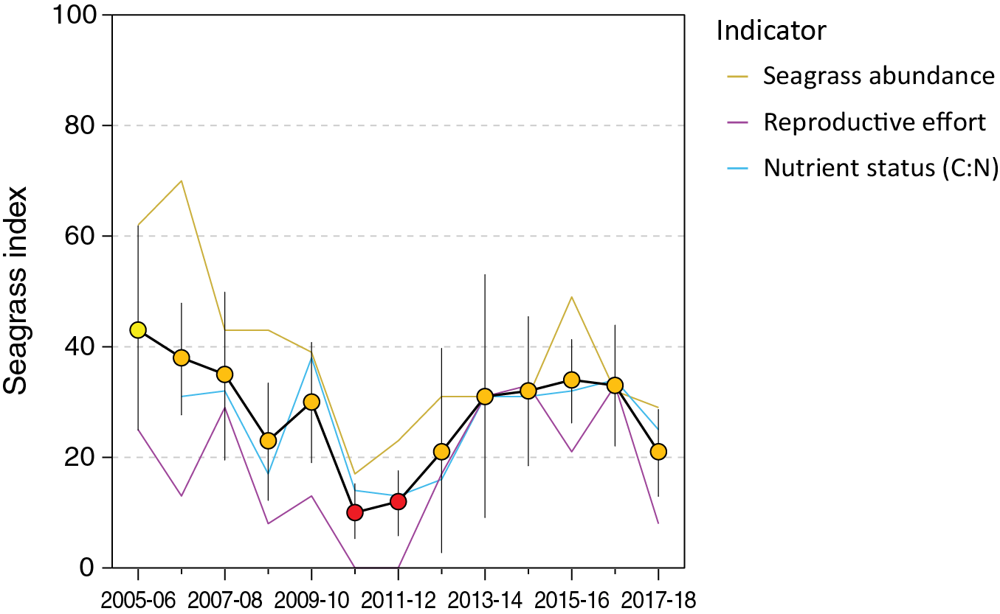 100
80
60
40
20
0
Seagrass index
2005-06 2007-08 2009-10 2011-12 2013-14 2015-16 2017-18
Indicator
Seagrass abundance
Reproductive effort
Nutrient status (C:N)